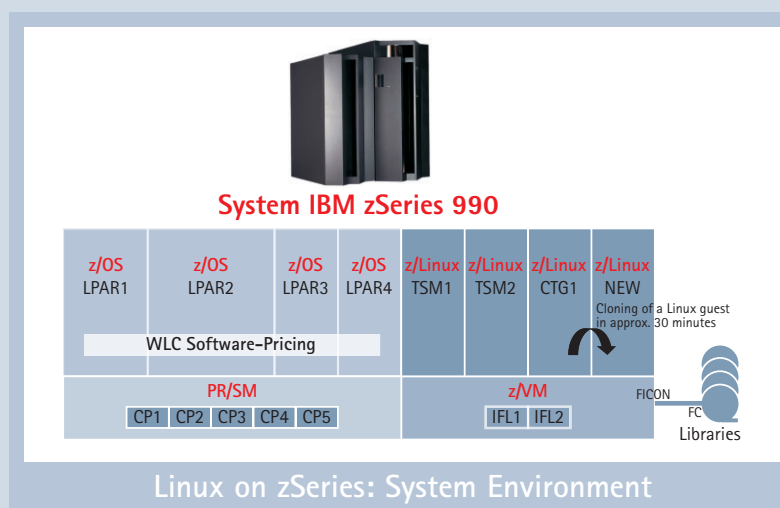 System IBM zSeries 990
z/OS
LPAR1
z/OS
LPAR2
z/OS
LPAR3
z/OS
LPAR4
z/Linux
TSM1
z/Linux
TSM2
z/Linux
CTG1
z/Linux
NEW
Cloning of a Linux guest
in approx. 30 minutes
WLC Software-Pricing
PR/SM
CP1 CP2 CP3 CP4 CP5
z/VM
IFL1 IFL2
FICON
FC
Libraries
Linux on zSeries: System Environment